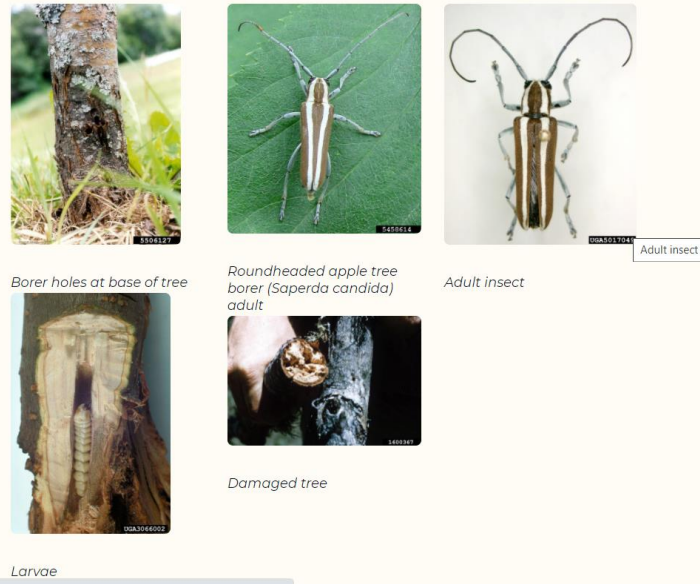 5506127
5458614
UGA5017049
Adult insect
Borer holes at base of tree
Roundheaded apple tree
borer (Saperda candida)
adult
Adult insect
UGA3066002
1400367
Damaged tree
Larvae